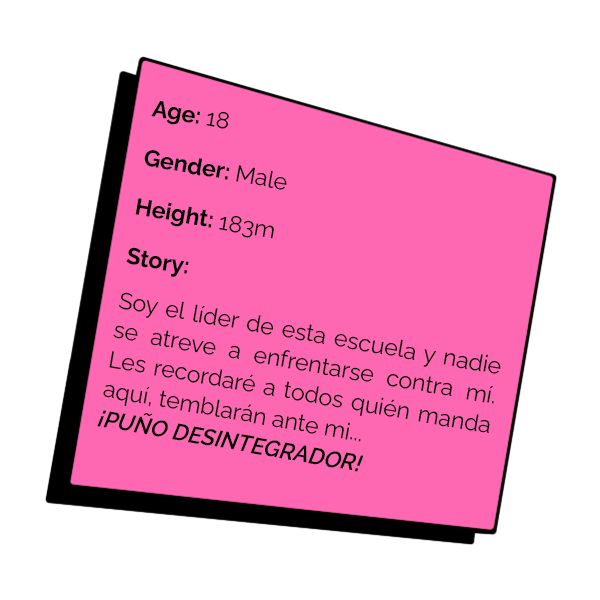 Age: 18
Gender: Male
Height: 183m
Story:
Soy el líder de esta escuela y nadie
se atreve a enfrentarse contra mí.
Les recordaré a todos quién manda
aquí, temblarán ante mi...
¡PUÑO DESINTEGRADOR!